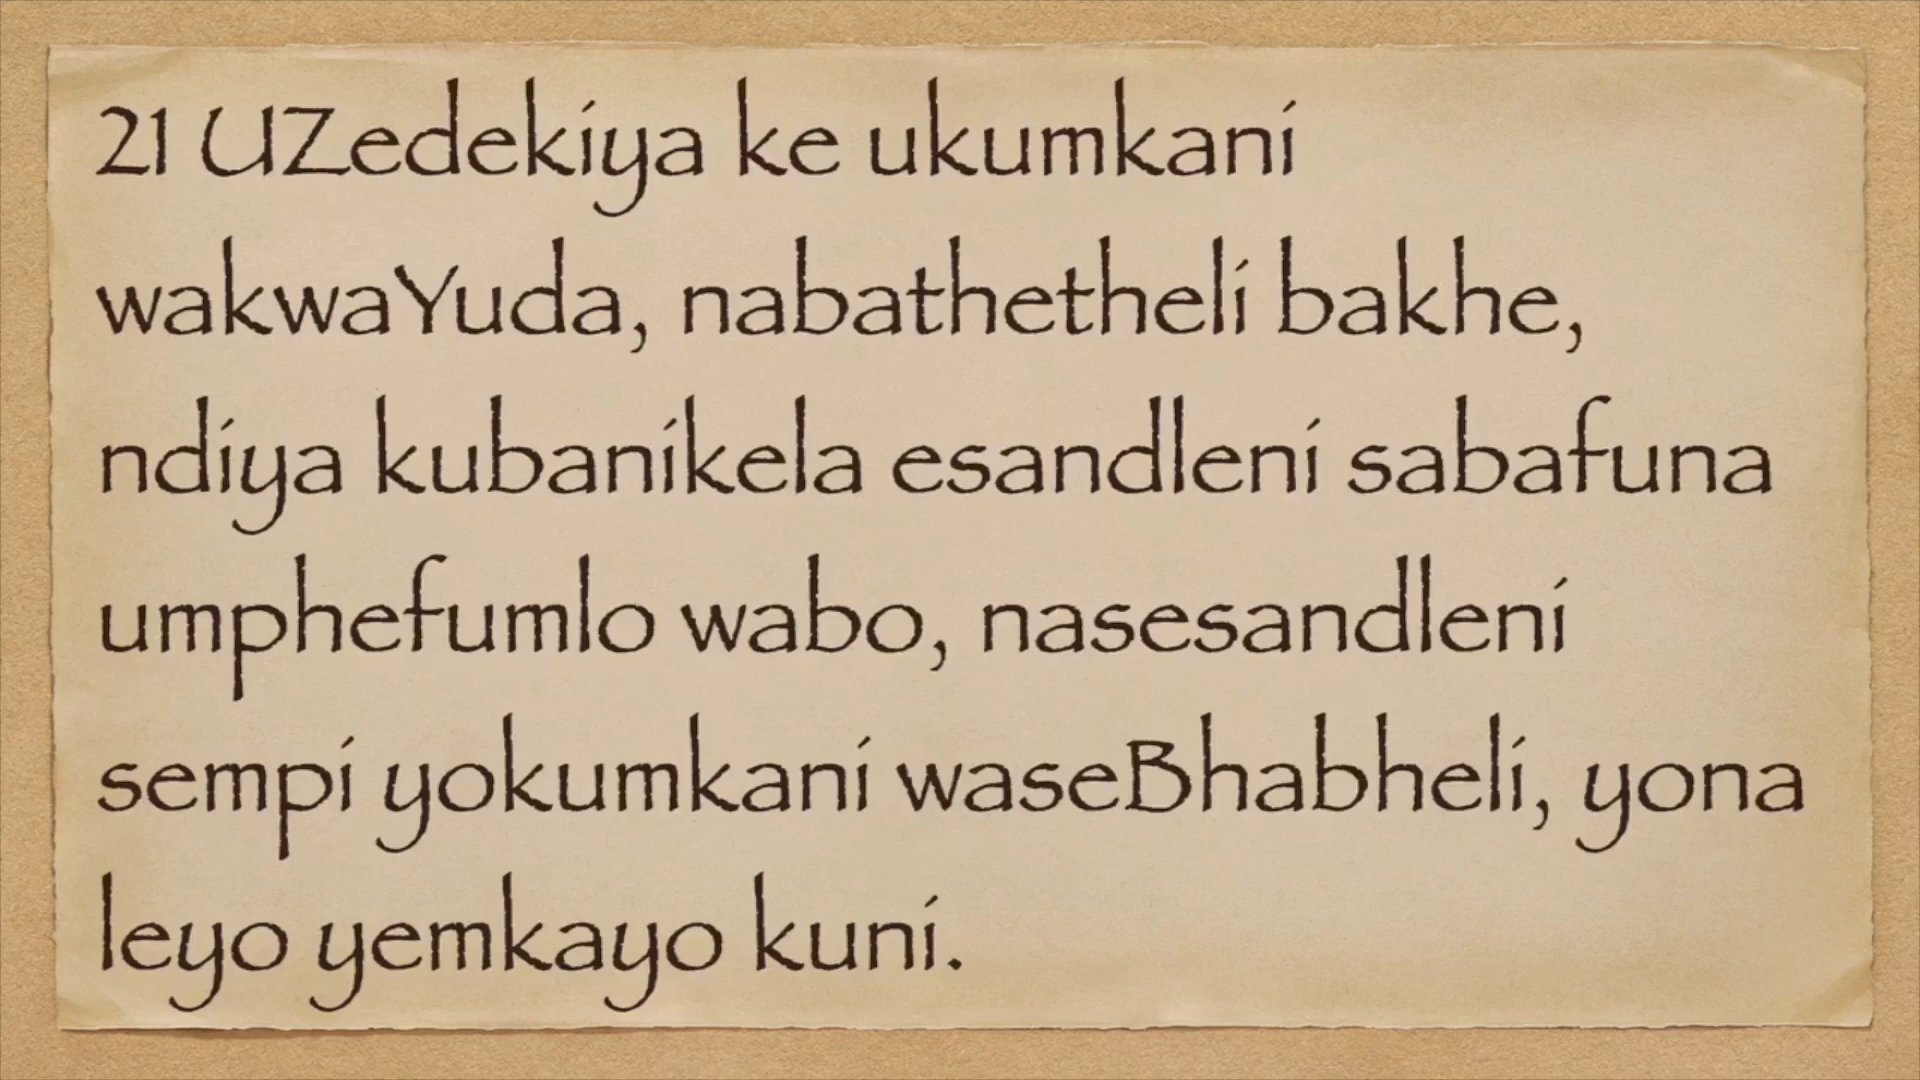 21 UZedekiya ke ukumkani
wakwaYuda, nabathetheli bakhe,
ndiya kubanikela esandleni sabafuna
umphefumlo wabo, nasesandleni
sempi yokumkani waseBhabheli, yona
leyo yemkayo kuni.